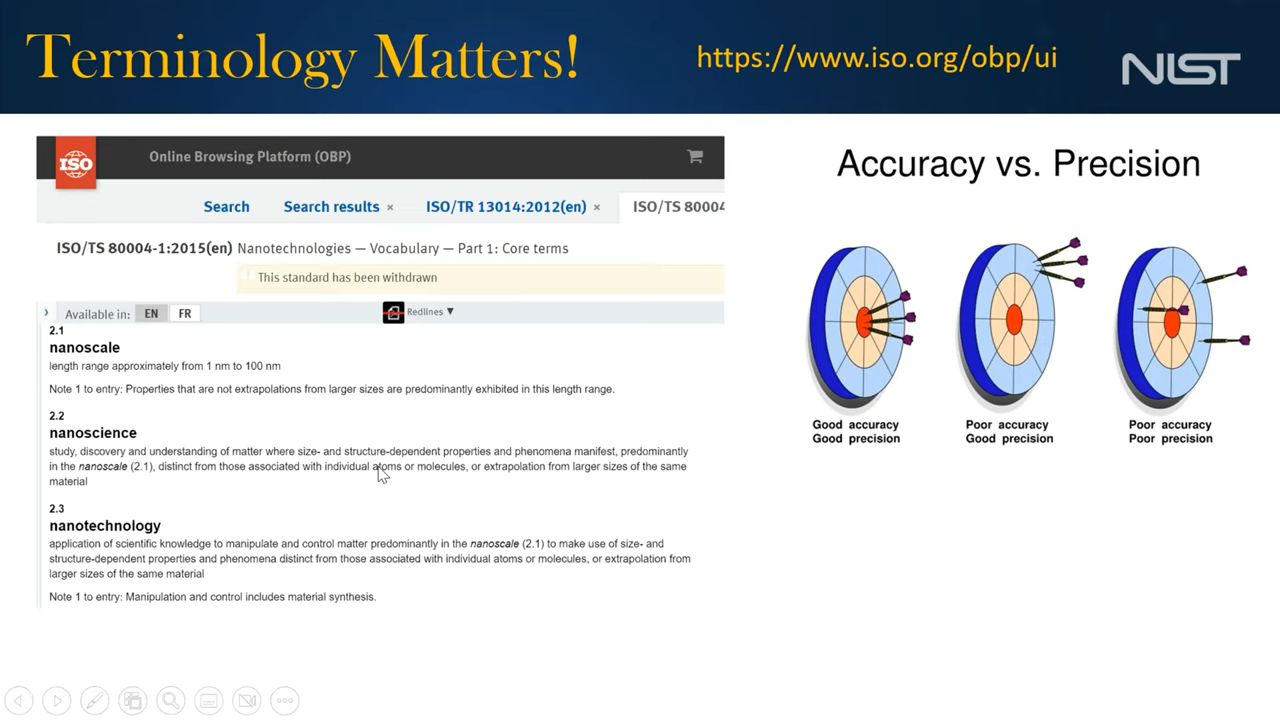 Terminology Matters!
https://www.iso.org/obp/ui
NIST
ISO
Online Browsing Platform (OBP)
Search
Search results ×
ISO/TR 13014:2012(en) ×
ISO/TS 80004
ISO/TS 80004-1:2015(en) Nanotechnologies — Vocabulary — Part 1: Core terms
This standard has been withdrawn
Available in: EN FR
Redlines ▼
2.1
nanoscale
length range approximately from 1 nm to 100 nm
Note 1 to entry: Properties that are not extrapolations from larger sizes are predominantly exhibited in this length range.
2.2
nanoscience
study, discovery and understanding of matter where size- and structure-dependent properties and phenomena manifest, predominantly
in the nanoscale (2.1), distinct from those associated with individual atoms or molecules, or extrapolation from larger sizes of the same
material
2.3
nanotechnology
application of scientific knowledge to manipulate and control matter predominantly in the nanoscale (2.1) to make use of size- and
structure-dependent properties and phenomena distinct from those associated with individual atoms or molecules, or extrapolation from
larger sizes of the same material
Note 1 to entry: Manipulation and control includes material synthesis.
Accuracy vs. Precision
Good accuracy
Good precision
Poor accuracy
Good precision
Poor accuracy
Poor precision